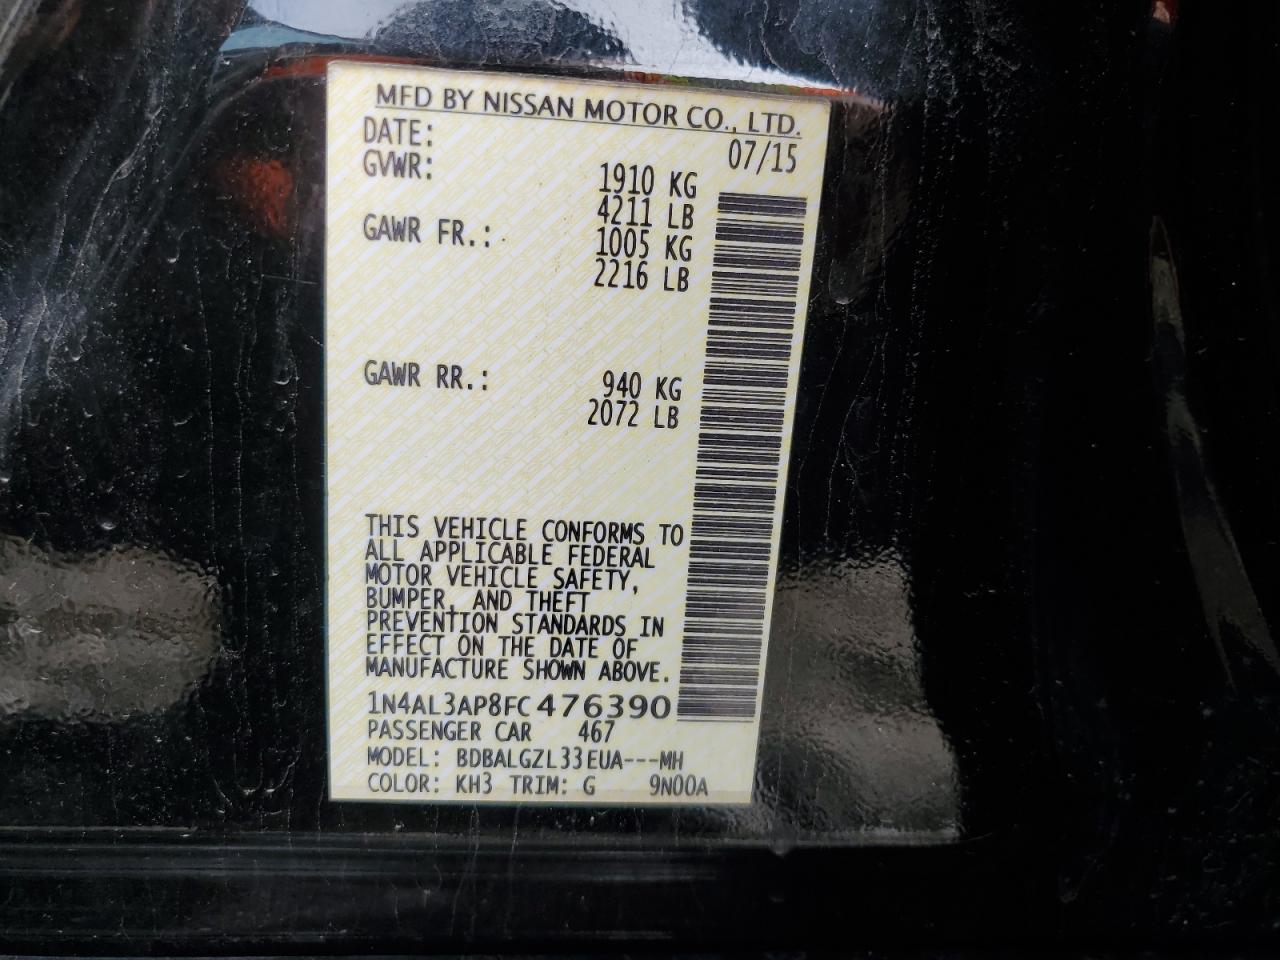 MFD BY NISSAN MOTOR CO., LTD.
DATE: 07/15
GVWR: 1910 KG
4211 LB
GAWR FR.: 1005 KG
2216 LB
GAWR RR.: 940 KG
2072 LB
THIS VEHICLE CONFORMS TO
ALL APPLICABLE FEDERAL
MOTOR VEHICLE SAFETY,
BUMPER, AND THEFT
PREVENTION STANDARDS IN
EFFECT ON THE DATE OF
MANUFACTURE SHOWN ABOVE.
1N4AL3AP8FC476390
PASSENGER CAR 467
MODEL: BDBALGZL33EUA---MH
COLOR: KH3 TRIM: G 9N00A